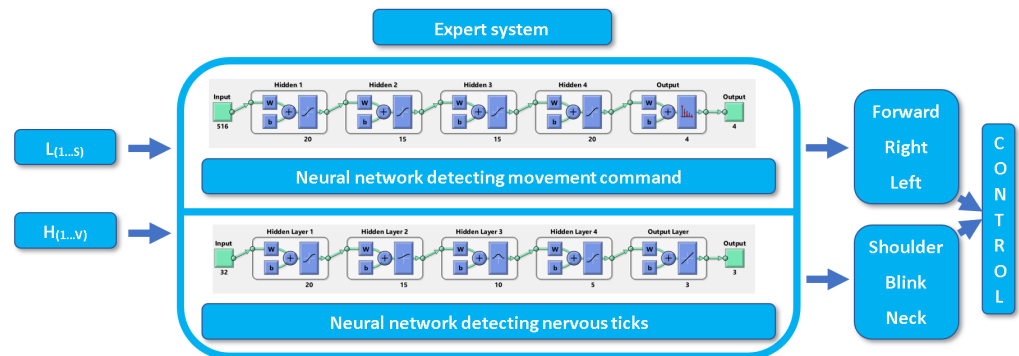 Expert system
Hidden 1 Hidden 2 Hidden 3 Hidden 4 Output
Input Output
W W W W W
+ + + + +
b b b b b
516 4
20 15 15 20 4
Neural network detecting movement command
L(1...S)
Forward
Right
Left
H(1...V)
Hidden Layer 1 Hidden Layer 2 Hidden Layer 3 Hidden Layer 4 Output Layer
Input Output
W W W W W
+ + + + +
b b b b b
32 3
20 15 10 5 3
Neural network detecting nervous ticks
Shoulder
Blink
Neck
C
O
N
T
R
O
L